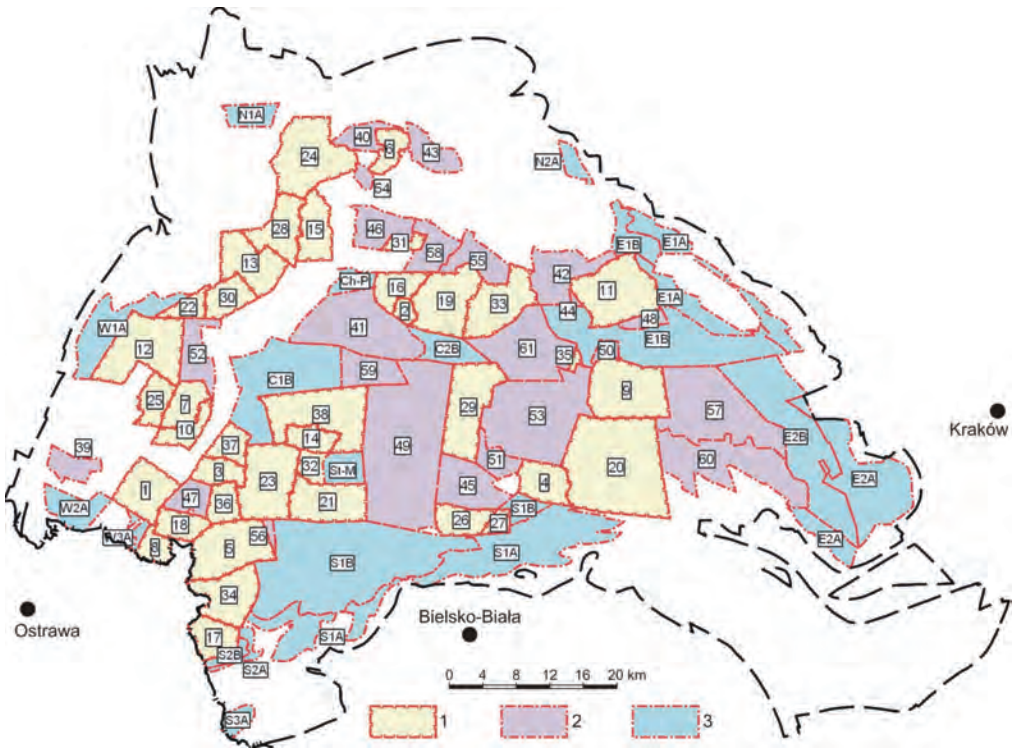 N1A
40
6
43
24
N2A
54
28
15
46
31
58
55
E1B
E1A
13
42
Ch-P
16
11
22
30
2
19
33
E1A
W1A
44
48
41
12
52
C2B
61
35
50
E1B
59
C1B
25
7
29
9
57
38
53
10
14
49
E2B
37
39
51
60
3
32
St-M
20
E2A
1
47
23
45
4
36
21
W2A
S1B
18
26
27
W3A
56
8
5
S1B
S1A
E2A
34
17
S1A
S2B
S2A
S3A
Kraków
Ostrawa
Bielsko-Biała
0 4 8 12 16 20 km
1 2 3